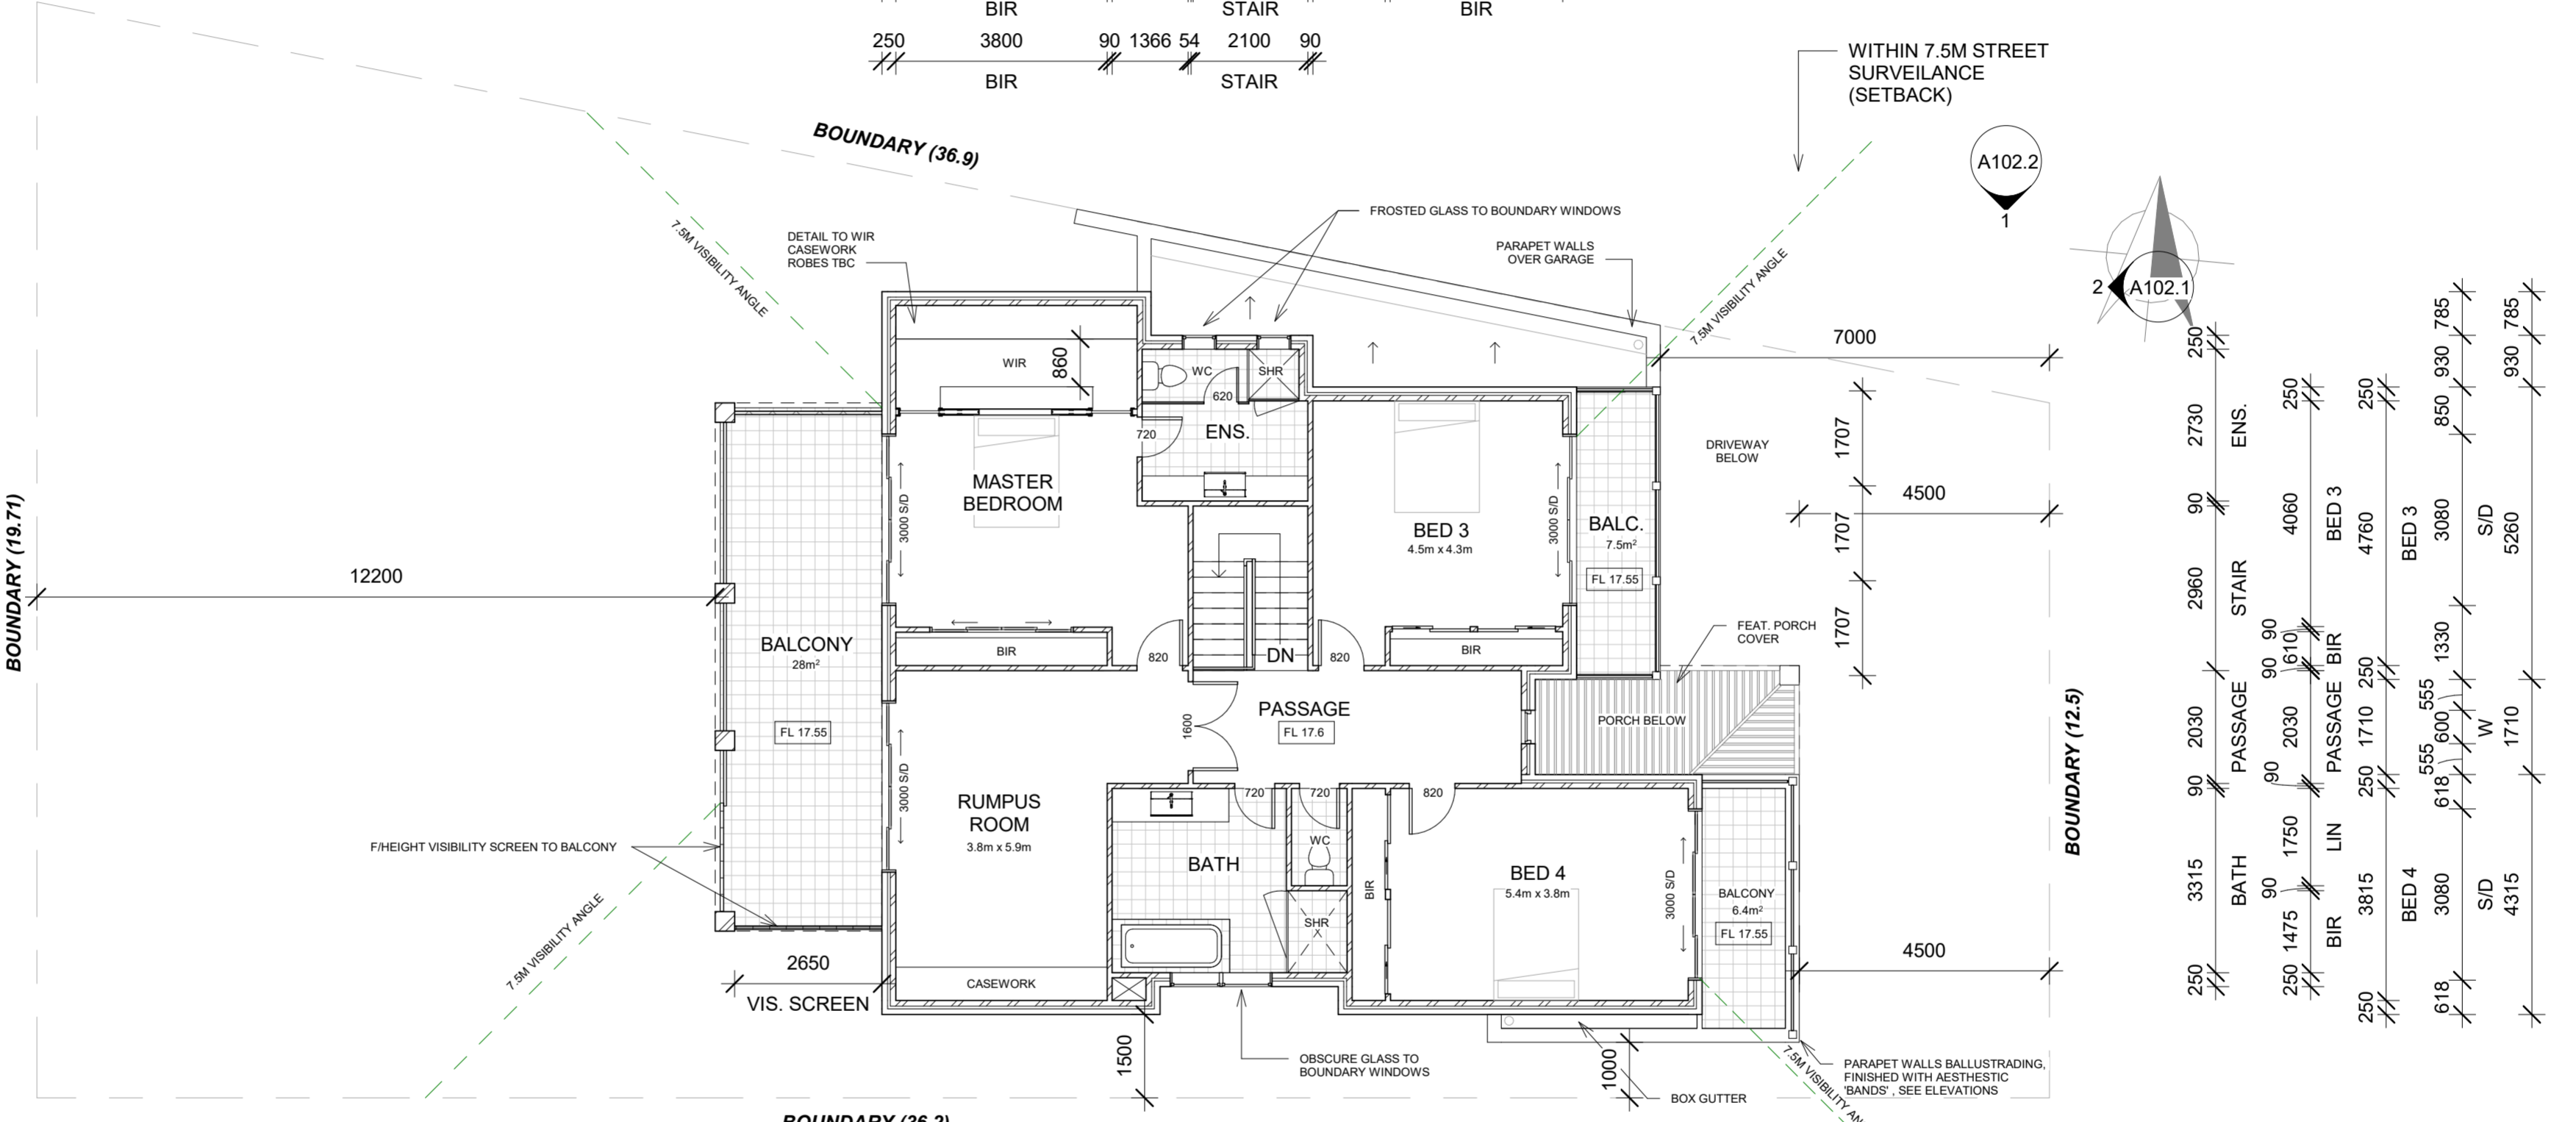 BIR
STAIR
BIR
250
3800
90
1366
54
2100
90
BIR
STAIR
WITHIN 7.5M STREET
SURVEILANCE
(SETBACK)
A102.2
1
BOUNDARY (36.9)
7.5M VISIBILITY ANGLE
DETAIL TO WIR
CASEWORK
ROBES TBC
FROSTED GLASS TO BOUNDARY WINDOWS
PARAPET WALLS
OVER GARAGE
7.5M VISIBILITY ANGLE
2
A102.1
7000
WIR
860
WC
SHR
620
720
ENS.
MASTER
BEDROOM
3000 S/D
BED 3
4.5m x 4.3m
3000 S/D
BALC.
7.5m²
FL 17.55
DRIVEWAY
BELOW
1707
1707
1707
4500
BOUNDARY (19.71)
12200
BALCONY
28m²
FL 17.55
BIR
820
DN
820
BIR
FEAT. PORCH
COVER
PORCH BELOW
PASSAGE
FL 17.6
1600
RUMPUS
ROOM
3.8m x 5.9m
3000 S/D
720
720
820
BATH
WC
SHR
X
BIR
BED 4
5.4m x 3.8m
3000 S/D
BALCONY
6.4m²
FL 17.55
BOUNDARY (12.5)
F/HEIGHT VISIBILITY SCREEN TO BALCONY
7.5M VISIBILITY ANGLE
2650
VIS. SCREEN
CASEWORK
1500
OBSCURE GLASS TO
BOUNDARY WINDOWS
1000
BOX GUTTER
4500
7.5M VISIBILITY AN
PARAPET WALLS BALLUSTRADING,
FINISHED WITH AESTHESTIC
'BANDS' , SEE ELEVATIONS
BOUNDARY (36.2)
250
2730
90
2960
2030
90
3315
250
ENS.
STAIR
PASSAGE
BATH
250
4060
90
610
90
2030
90
1750
90
1475
250
BED 3
BIR
PASSAGE
LIN
BIR
250
4760
250
1710
250
3815
250
BED 3
BED 4
785
930
850
3080
1330
555
600
555
618
3080
618
S/D
W
S/D
785
930
5260
1710
4315